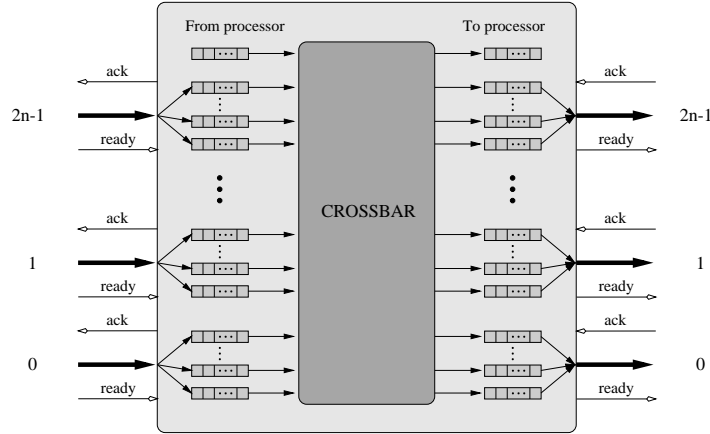 From processor
To processor
ack
ack
2n-1
2n-1
ready
ready
CROSSBAR
ack
ack
1
1
ready
ready
ack
ack
0
0
ready
ready